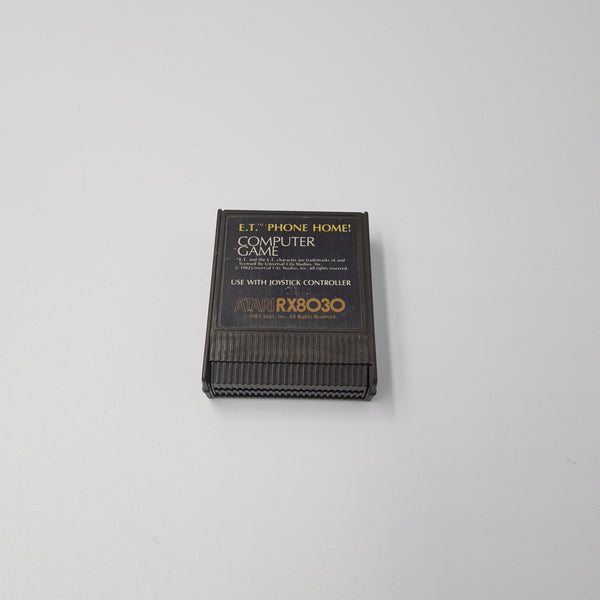 E.T.™ PHONE HOME!
COMPUTER
GAME
*E.T. and the E.T. character are trademarks of and
licensed by Universal City Studios, Inc.
© 1982 Universal City Studios, Inc. All rights reserved.
USE WITH JOYSTICK CONTROLLER
ATARI RX8030
© 1983 Atari, Inc. All Rights Reserved.